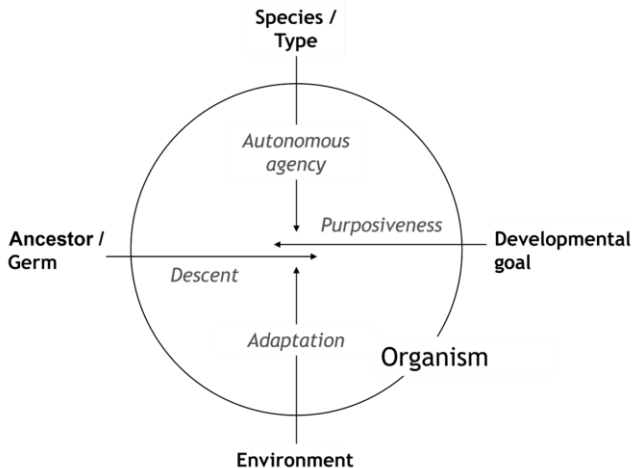 Species /
Type
Autonomous
agency
Purposiveness
Ancestor /
Germ
Developmental
goal
Descent
Adaptation
Organism
Environment